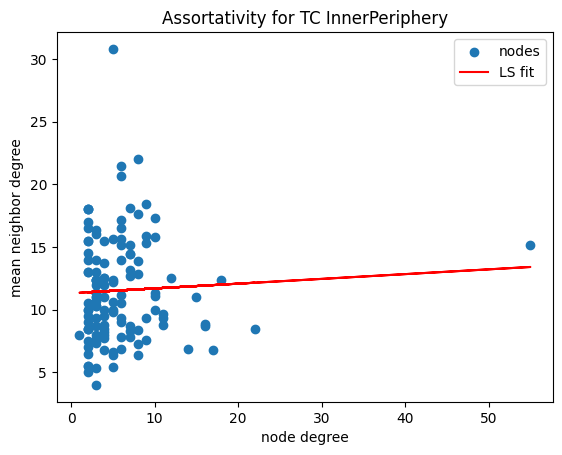 Assortativity for TC InnerPeriphery
nodes
LS fit
mean neighbor degree
30
25
20
15
10
5
0
10
20
30
40
50
node degree